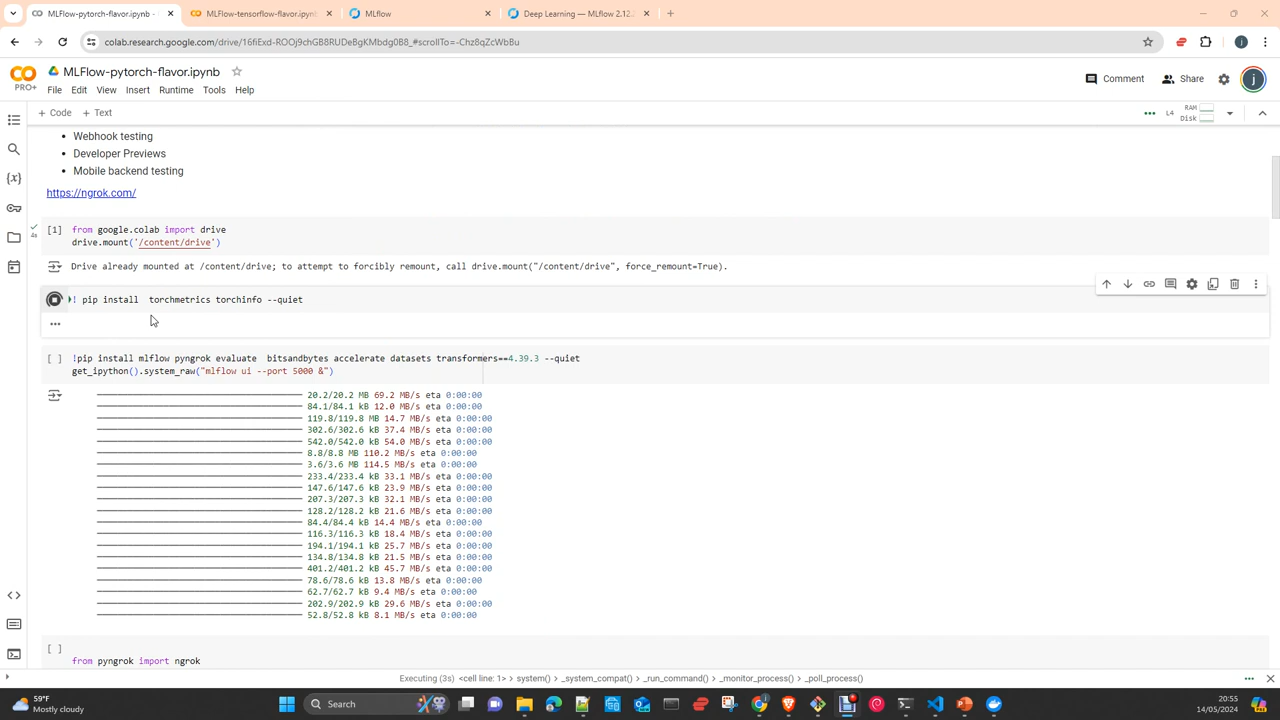 MLFlow-pytorch-flavor.ipynb -
MLFlow-tensorflow-flavor.ipynb
MLflow
Deep Learning — MLflow 2.12.
colab.research.google.com/drive/16fiExd-ROOj9chGB8RUDeBgKMbdg0B8_#scrollTo=-Chz8qZcWbBu
PRO+
MLFlow-pytorch-flavor.ipynb
Comment
Share
File Edit View Insert Runtime Tools Help
+ Code + Text
L4
RAM
Disk
• Webhook testing
• Developer Previews
• Mobile backend testing
https://ngrok.com/
[1] from google.colab import drive
4s
drive.mount('/content/drive')
Drive already mounted at /content/drive; to attempt to forcibly remount, call drive.mount("/content/drive", force_remount=True).
! pip install  torchmetrics torchinfo --quiet
[ ] !pip install mlflow pyngrok evaluate  bitsandbytes accelerate datasets transformers==4.39.3 --quiet
get_ipython().system_raw("mlflow ui --port 5000 &")
20.2/20.2 MB 69.2 MB/s eta 0:00:00
84.1/84.1 kB 12.0 MB/s eta 0:00:00
119.8/119.8 MB 14.7 MB/s eta 0:00:00
302.6/302.6 kB 37.4 MB/s eta 0:00:00
542.0/542.0 kB 54.0 MB/s eta 0:00:00
8.8/8.8 MB 110.2 MB/s eta 0:00:00
3.6/3.6 MB 114.5 MB/s eta 0:00:00
233.4/233.4 kB 33.1 MB/s eta 0:00:00
147.6/147.6 kB 23.9 MB/s eta 0:00:00
207.3/207.3 kB 32.1 MB/s eta 0:00:00
128.2/128.2 kB 21.6 MB/s eta 0:00:00
84.4/84.4 kB 14.4 MB/s eta 0:00:00
116.3/116.3 kB 18.4 MB/s eta 0:00:00
194.1/194.1 kB 25.7 MB/s eta 0:00:00
134.8/134.8 kB 21.5 MB/s eta 0:00:00
401.2/401.2 kB 45.7 MB/s eta 0:00:00
78.6/78.6 kB 13.8 MB/s eta 0:00:00
62.7/62.7 kB 9.4 MB/s eta 0:00:00
202.9/202.9 kB 29.6 MB/s eta 0:00:00
52.8/52.8 kB 8.1 MB/s eta 0:00:00
[ ]
from pyngrok import ngrok
Executing (3s) <cell line: 1> > system() > _system_compat() > _run_command() > _monitor_process() > _poll_process()
59°F
Mostly cloudy
Search
20:55
14/05/2024